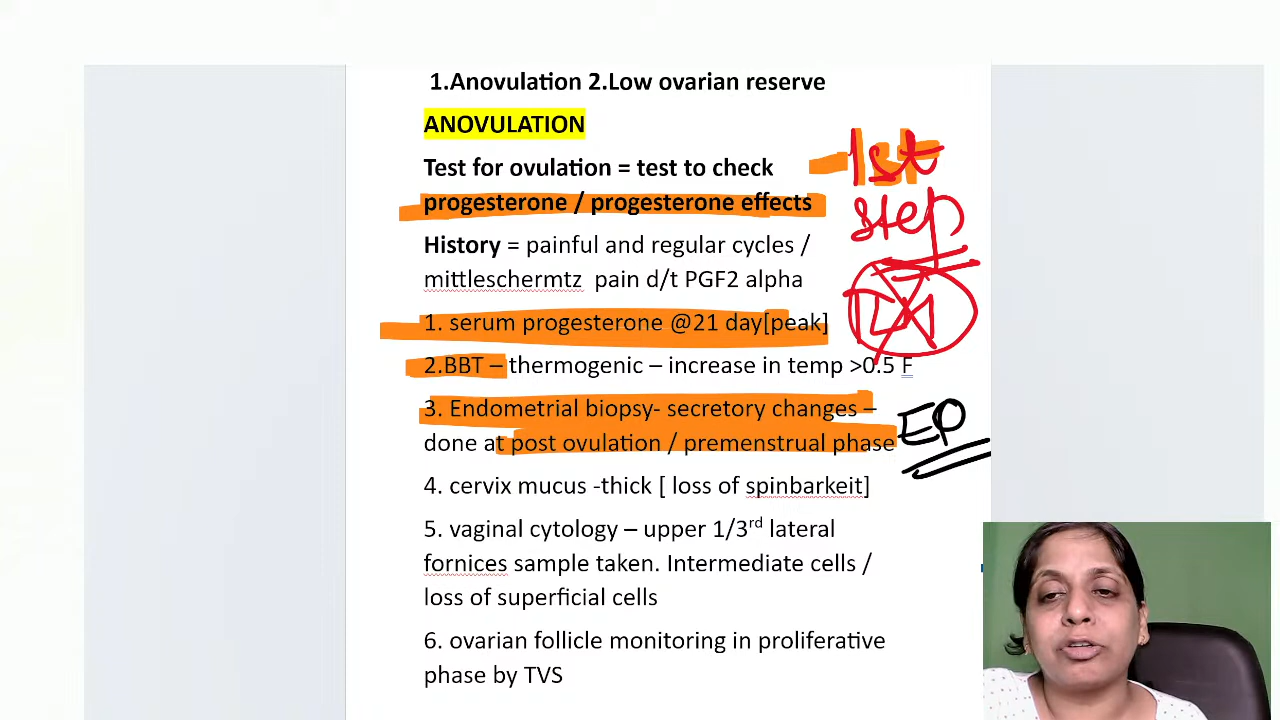 1.Anovulation 2.Low ovarian reserve
ANOVULATION
Test for ovulation = test to check
progesterone / progesterone effects
1st
step
History = painful and regular cycles /
mittleschermtz pain d/t PGF2 alpha
1. serum progesterone @21 day[peak]
2.BBT – thermogenic – increase in temp >0.5 F
3. Endometrial biopsy- secretory changes –
done at post ovulation / premenstrual phase
EP
4. cervix mucus -thick [ loss of spinbarkeit]
5. vaginal cytology – upper 1/3rd lateral
fornices sample taken. Intermediate cells /
loss of superficial cells
6. ovarian follicle monitoring in proliferative
phase by TVS